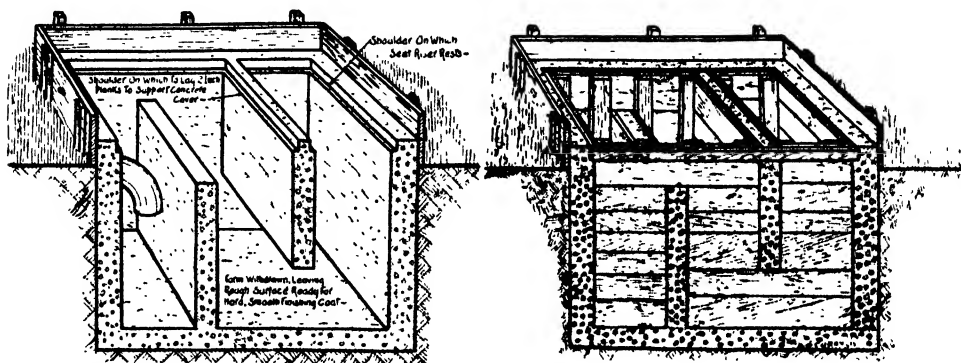 Shoulder On Which
Seat Riser Rests-
Shoulder On Which To Lay 2 Inch
Planks To Support Concrete
Cover-
Form Withdrawn, Leaving
Rough Surface Ready For
Hard, Smooth Finishing Coat-